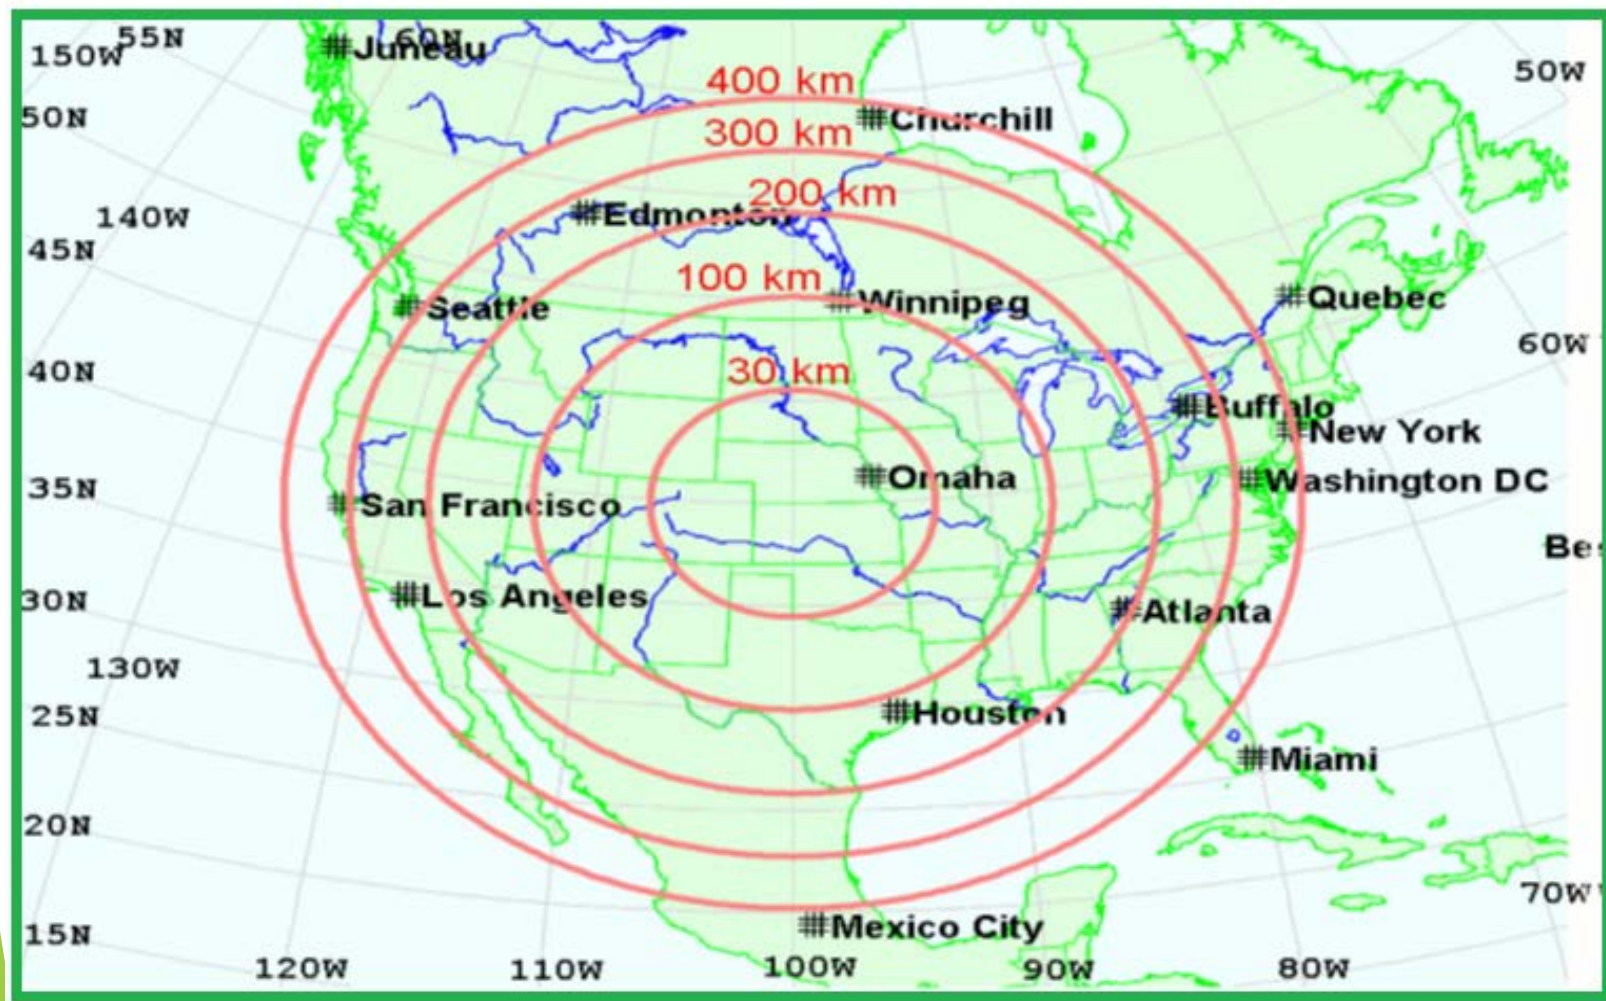 55N
60N
150W
Juneau
50W
400 km
50N
Churchill
300 km
200 km
140W
Edmonton
45N
100 km
Seattle
Winnipeg
Quebec
60W
40N
30 km
Buffalo
New York
35N
Omaha
Washington DC
San Francisco
Be
30N
Los Angeles
Atlanta
130W
25N
Houston
Miami
20N
70W
15N
Mexico City
120W
110W
100W
90W
80W